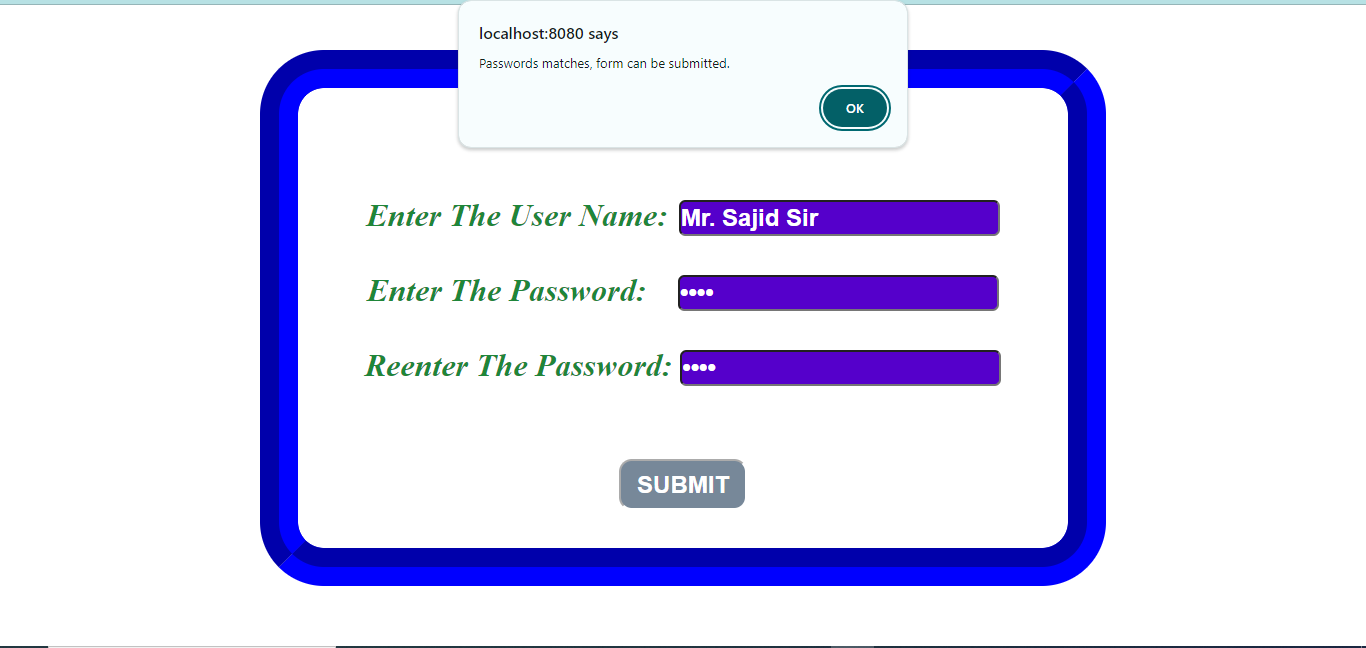 localhost:8080 says
Passwords matches, form can be submitted.
OK
Enter The User Name: Mr. Sajid Sir
Enter The Password: ••••
Reenter The Password: ••••
SUBMIT